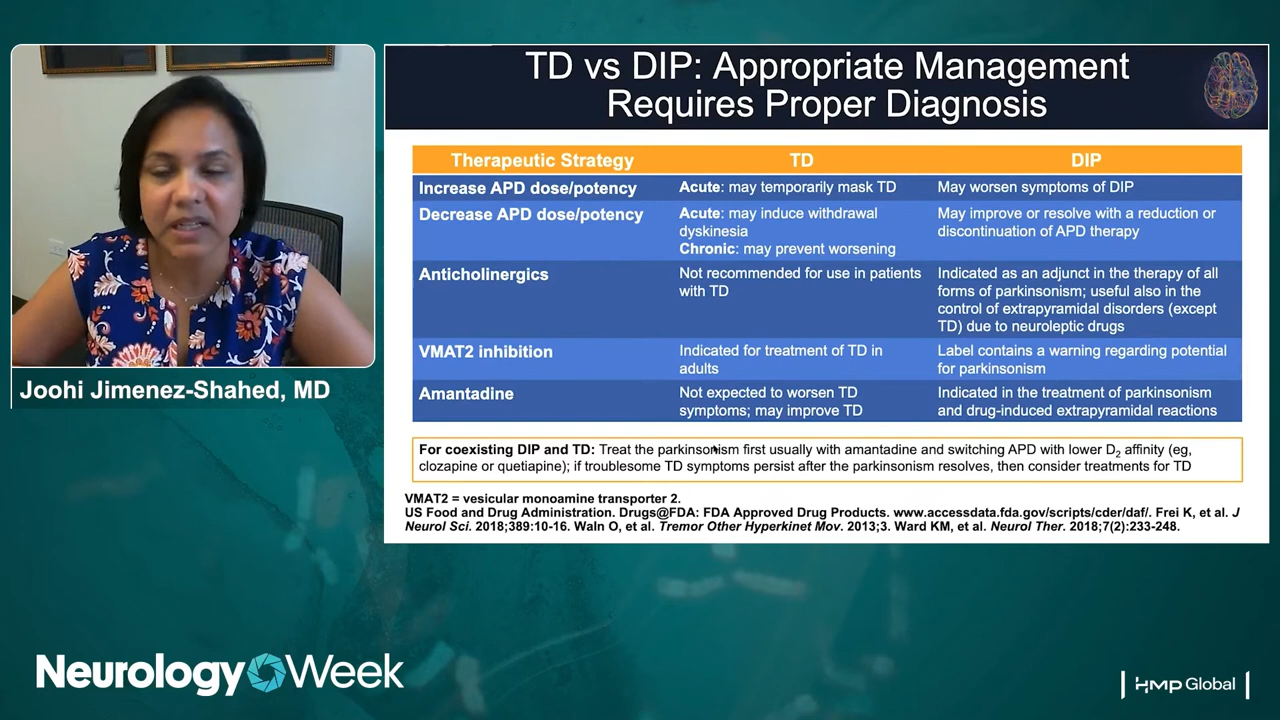 TD vs DIP: Appropriate Management
Requires Proper Diagnosis
Therapeutic Strategy TD DIP
Increase APD dose/potency
Acute: may temporarily mask TD
May worsen symptoms of DIP
Decrease APD dose/potency
Acute: may induce withdrawal
dyskinesia
Chronic: may prevent worsening
May improve or resolve with a reduction or
discontinuation of APD therapy
Anticholinergics
Not recommended for use in patients
with TD
Indicated as an adjunct in the therapy of all
forms of parkinsonism; useful also in the
control of extrapyramidal disorders (except
TD) due to neuroleptic drugs
VMAT2 inhibition
Indicated for treatment of TD in
adults
Label contains a warning regarding potential
for parkinsonism
Amantadine
Not expected to worsen TD
symptoms; may improve TD
Indicated in the treatment of parkinsonism
and drug-induced extrapyramidal reactions
For coexisting DIP and TD: Treat the parkinsonism first usually with amantadine and switching APD with lower D2 affinity (eg,
clozapine or quetiapine); if troublesome TD symptoms persist after the parkinsonism resolves, then consider treatments for TD
VMAT2 = vesicular monoamine transporter 2.
US Food and Drug Administration. Drugs@FDA: FDA Approved Drug Products. www.accessdata.fda.gov/scripts/cder/daf/. Frei K, et al. J
Neurol Sci. 2018;389:10-16. Waln O, et al. Tremor Other Hyperkinet Mov. 2013;3. Ward KM, et al. Neurol Ther. 2018;7(2):233-248.
Joohi Jimenez-Shahed, MD
Neurology Week
HMP Global